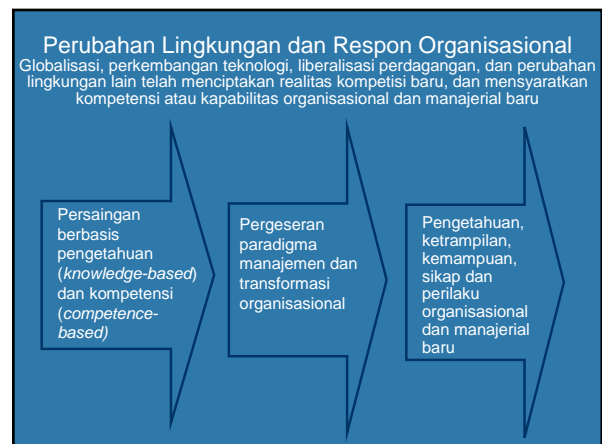 Perubahan Lingkungan dan Respon Organisasional
Globalisasi, perkembangan teknologi, liberalisasi perdagangan, dan perubahan
lingkungan lain telah menciptakan realitas kompetisi baru, dan mensyaratkan
kompetensi atau kapabilitas organisasional dan manajerial baru
Persaingan
berbasis
pengetahuan
(knowledge-based)
dan kompetensi
(competence-
based)
Pergeseran
paradigma
manajemen dan
transformasi
organisasional
Pengetahuan,
ketrampilan,
kemampuan,
sikap dan
perilaku
organisasional
dan manajerial
baru